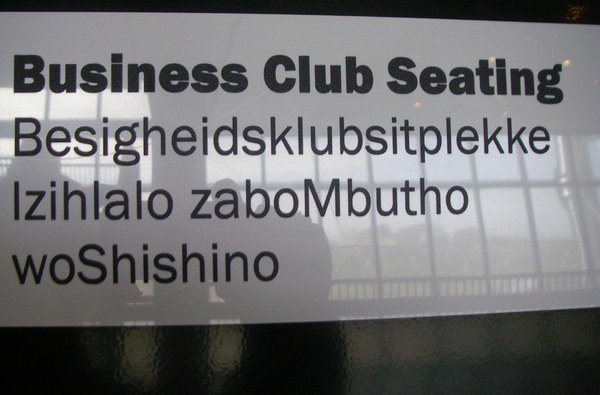 Business Club Seating
Besigheidsklubsitplekke
Izihlalo zaboMbutho
woShishino